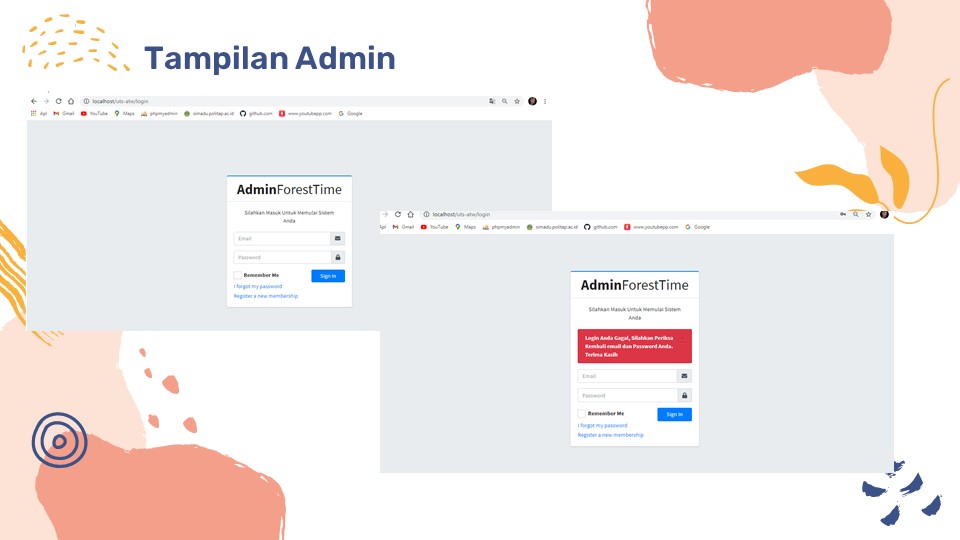 Tampilan Admin
localhost/uts-atw/login
Apl Gmail YouTube Maps phpmyadmin simadu.poltap.ac.id github.com www.youtubepp.com Google
AdminForestTime
Silahkan Masuk Untuk Memulai Sistem
Anda
Email
Password
Remember Me
Sign In
I forgot my password
Register a new membership
localhost/uts-atw/login
Apl Gmail YouTube Maps phpmyadmin simadu.poltap.ac.id github.com www.youtubepp.com Google
AdminForestTime
Silahkan Masuk Untuk Memulai Sistem
Anda
Login Anda Gagal, Silahkan Periksa
Kembali email dan Password Anda.
Terima Kasih
Email
Password
Remember Me
Sign In
I forgot my password
Register a new membership